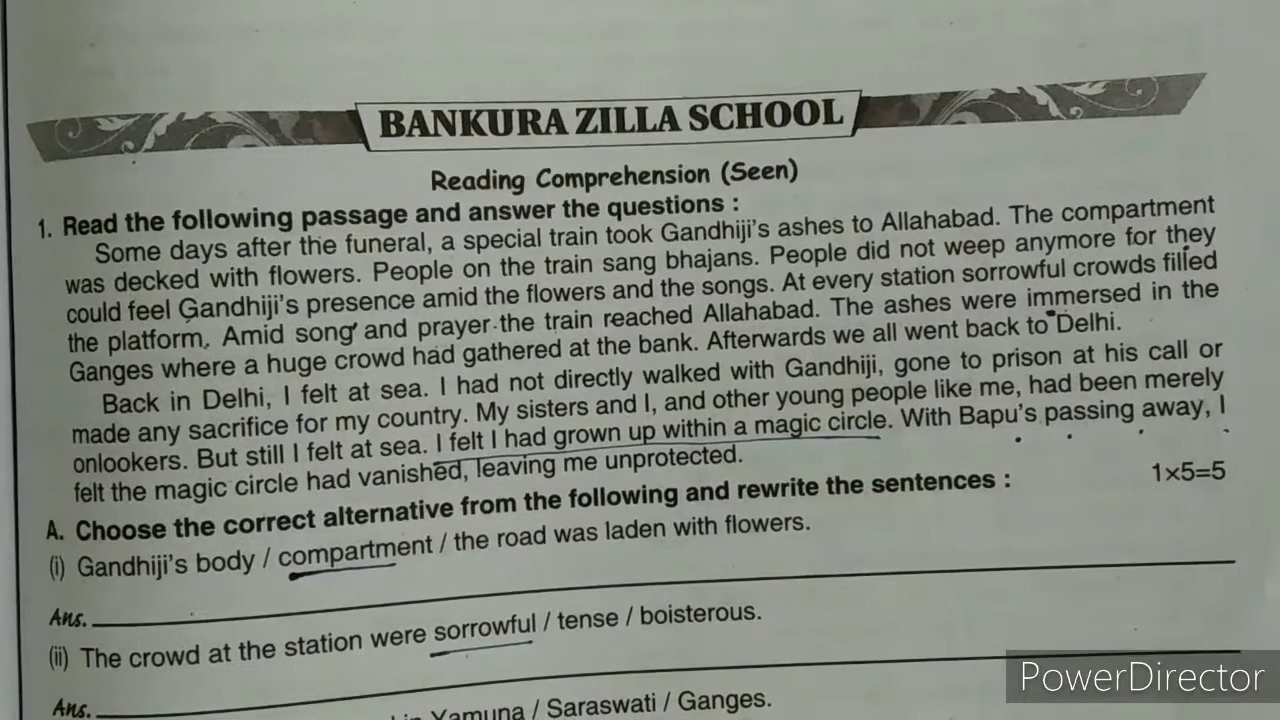 BANKURA ZILLA SCHOOL
Reading Comprehension (Seen)
1. Read the following passage and answer the questions :
Some days after the funeral, a special train took Gandhiji's ashes to Allahabad. The compartment
was decked with flowers. People on the train sang bhajans. People did not weep anymore for they
could feel Gandhiji's presence amid the flowers and the songs. At every station sorrowful crowds filled
the platform. Amid song and prayer the train reached Allahabad. The ashes were immersed in the
Ganges where a huge crowd had gathered at the bank. Afterwards we all went back to Delhi.
Back in Delhi, I felt at sea. I had not directly walked with Gandhiji, gone to prison at his call or
made any sacrifice for my country. My sisters and I, and other young people like me, had been merely
onlookers. But still I felt at sea. I felt I had grown up within a magic circle. With Bapu's passing away, I
felt the magic circle had vanished, leaving me unprotected.
A. Choose the correct alternative from the following and rewrite the sentences : 1×5=5
(i) Gandhiji's body / compartment / the road was laden with flowers.
Ans.
(ii) The crowd at the station were sorrowful / tense / boisterous.
Ans.
in Yamuna / Saraswati / Ganges.
PowerDirector